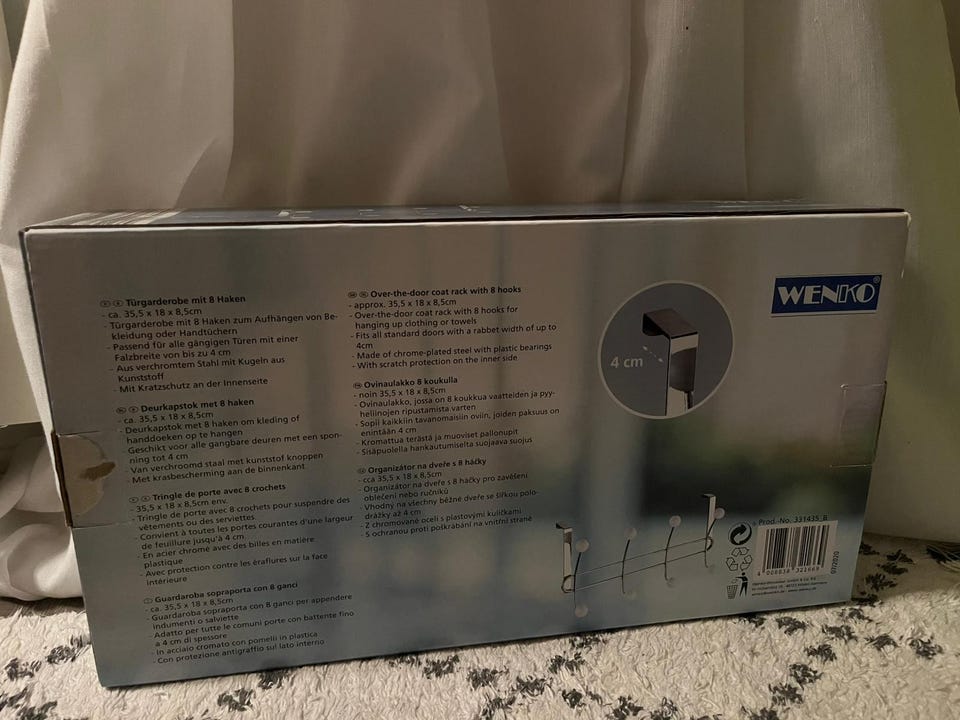 Türgarderobe mit 8 Haken
- ca. 35,5 x 18 x 8,5cm
- Türgarderobe mit 8 Haken zum Aufhängen von Be-
kleidung oder Handtüchern
- Passend für alle gängigen Türen mit einer
Falzbreite von bis zu 4 cm
- Aus verchromtem Stahl mit Kugeln aus
Kunststoff
- Mit Kratzschutz an der Innenseite
Deurkapstok met 8 haken
- ca. 35,5 x 18 x 8,5cm
- Deurkapstok met 8 haken om kleding of
handdoeken op te hangen
- Geschikt voor alle gangbare deuren met een spon-
ning tot 4 cm
- Van verchroomd staal met kunststof knoppen
- Met krasbescherming aan de binnenkant
Tringle de porte avec 8 crochets
- 35,5 x 18 x 8,5cm env.
- Tringle de porte avec 8 crochets pour suspendre des
vêtements ou des serviettes
- Convient à toutes les portes courantes d'une largeur
de feuillure jusqu'à 4 cm
- En acier chromé avec des billes en matière
plastique
- Avec protection contre les éraflures sur la face
intérieure
Guardaroba sopraporta con 8 ganci
- ca. 35,5 x 18 x 8,5cm
- Guardaroba sopraporta con 8 ganci per appendere
indumenti o salviette
- Adatto per tutte le comuni porte con battente fino
a 4 cm di spessore
- In acciaio cromato con pomelli in plastica
- Con protezione antigraffio sul lato interno
Over-the-door coat rack with 8 hooks
- approx. 35,5 x 18 x 8,5cm
- Over-the-door coat rack with 8 hooks for
hanging up clothing or towels
- Fits all standard doors with a rabbet width of up to
4cm
- Made of chrome-plated steel with plastic bearings
- With scratch protection on the inner side
Ovinaulakko 8 koukulla
- noin 35,5 x 18 x 8,5cm
- Ovinaulakko, jossa on 8 koukkua vaatteiden ja pyy-
heliinojen ripustamista varten
- Sopii kaikkiin tavanomaisiin oviin, joiden paksuus on
enintään 4 cm
- Kromattua terästä ja muoviset pallonupit
- Sisäpuolella hankautumiselta suojaava suojus
Organizátor na dveře s 8 háčky
- cca 35,5 x 18 x 8,5cm
- Organizátor na dveře s 8 háčky pro zavěšení
oblečení nebo ručníků
- Vhodný na všechny běžné dveře se šířkou polo-
drážky až 4 cm
- Z chromované oceli s plastovými kuličkami
- S ochranou proti poškrábání na vnitřní straně
4 cm
WENKO®
Prod.-No. 331435_B
4 008838 321669
07/2020